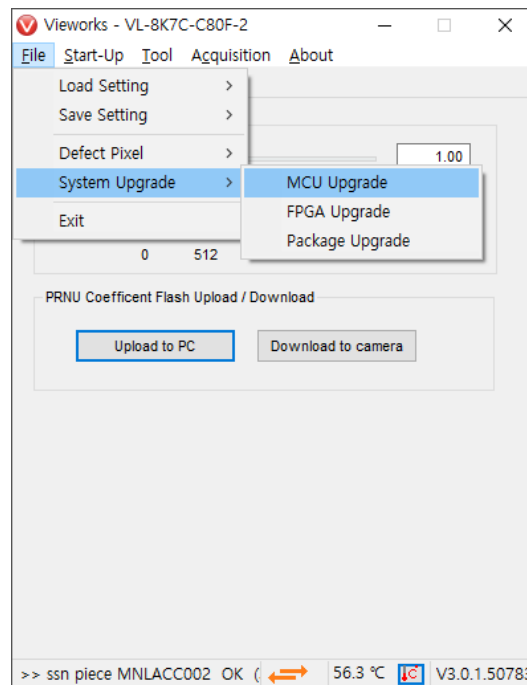 Vieworks - VL-8K7C-C80F-2
File Start-Up Tool Acquisition About
Load Setting
Save Setting
Defect Pixel
System Upgrade
Exit
MCU Upgrade
FPGA Upgrade
Package Upgrade
1.00
0 512
PRNU Coefficent Flash Upload / Download
Upload to PC Download to camera
>> ssn piece MNLACC002 OK ( 56.3 ℃ V3.0.1.5078